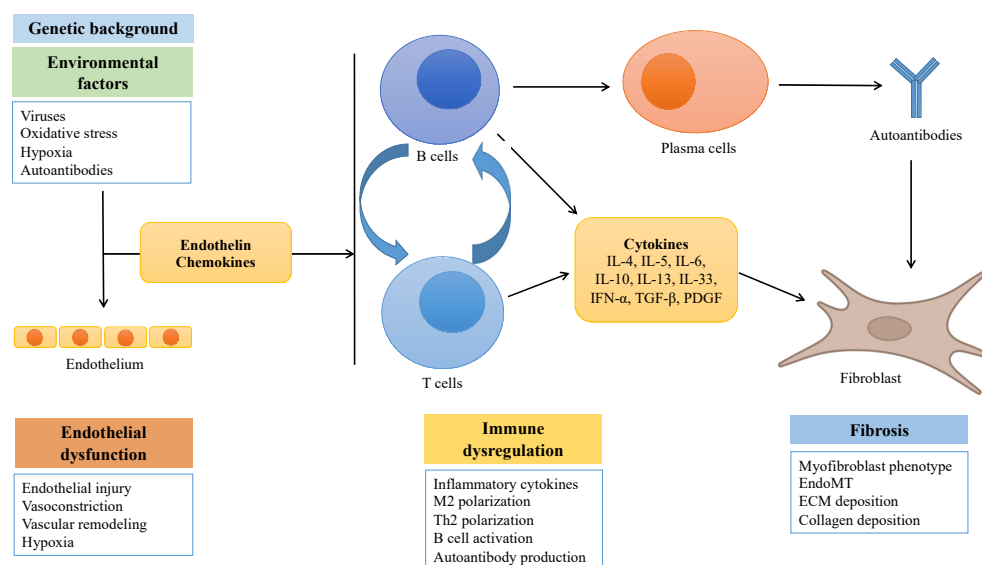 Genetic background
Environmental
factors
Viruses
Oxidative stress
Hypoxia
Autoantibodies
Endothelin
Chemokines
Endothelium
B cells
T cells
Plasma cells
Autoantibodies
Cytokines
IL-4, IL-5, IL-6,
IL-10, IL-13, IL-33,
IFN-α, TGF-β, PDGF
Fibroblast
Endothelial
dysfunction
Endothelial injury
Vasoconstriction
Vascular remodeling
Hypoxia
Immune
dysregulation
Inflammatory cytokines
M2 polarization
Th2 polarization
B cell activation
Autoantibody production
Fibrosis
Myofibroblast phenotype
EndoMT
ECM deposition
Collagen deposition